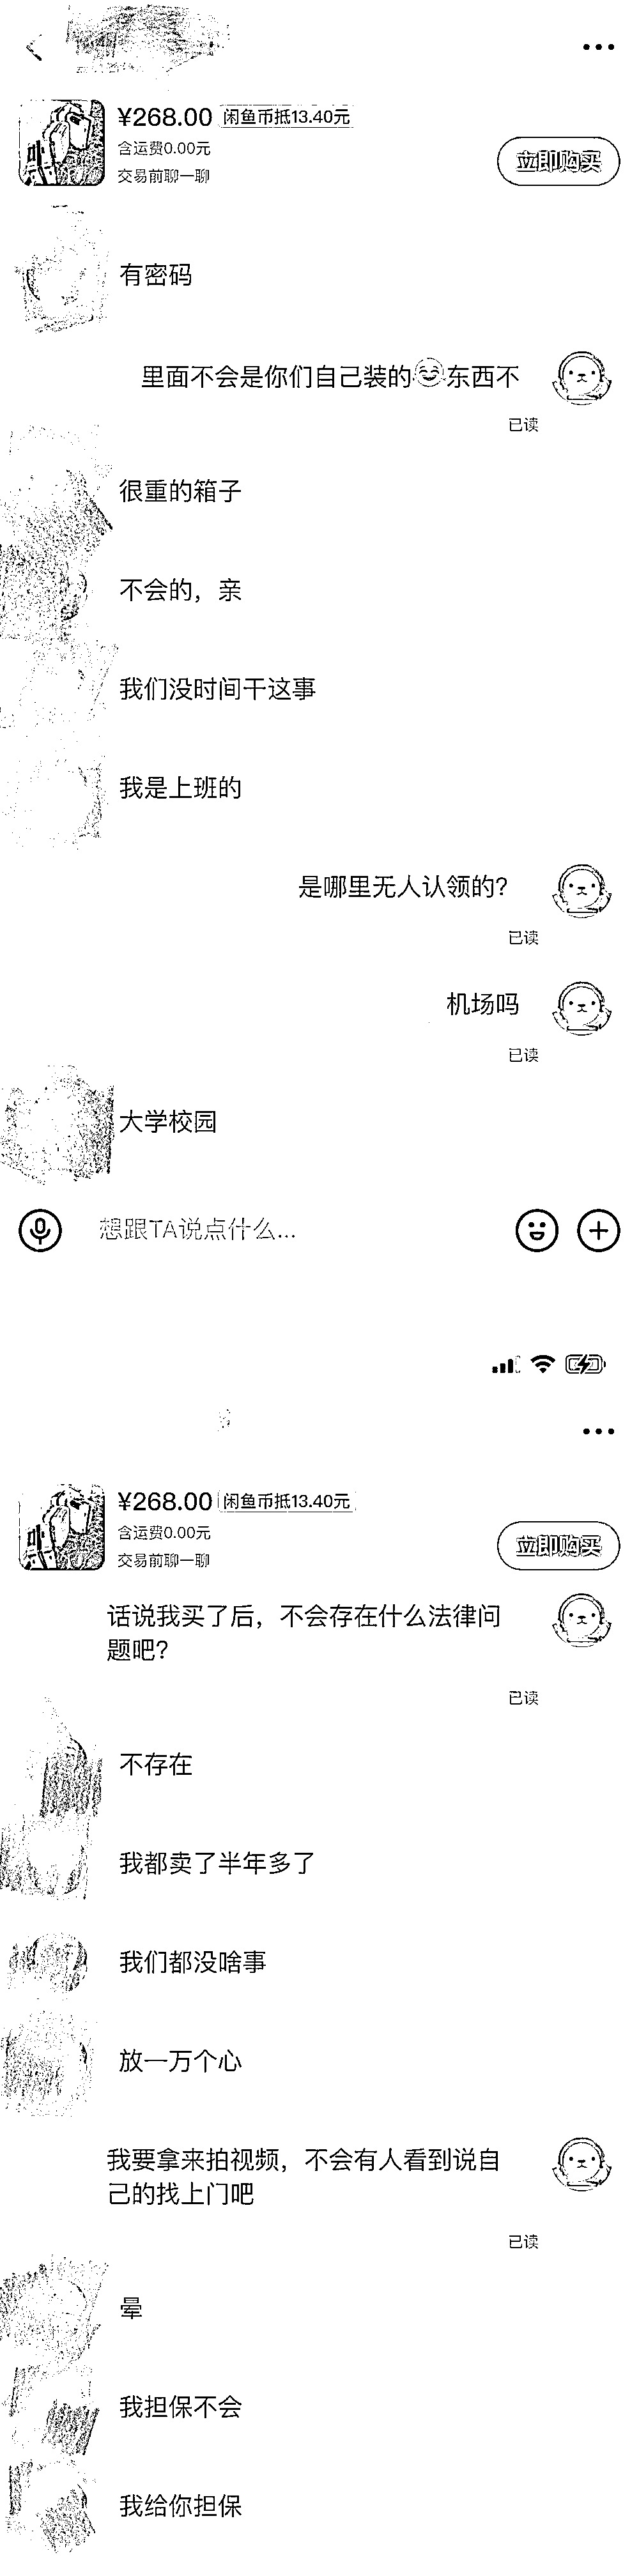 ¥268.00 闲鱼币抵13.40元
含运费0.00元
立即购买
交易前聊一聊
有密码
里面不会是你们自己装的😂东西不
已读
很重的箱子
不会的，亲
我们没时间干这事
我是上班的
是哪里无人认领的？
已读
机场吗
已读
大学校园
想跟TA说点什么...
¥268.00 闲鱼币抵13.40元
含运费0.00元
立即购买
交易前聊一聊
话说我买了后，不会存在什么法律问
题吧？
已读
不存在
我都卖了半年多了
我们都没啥事
放一万个心
我要拿来拍视频，不会有人看到说自
己的找上门吧
已读
晕
我担保不会
我给你担保